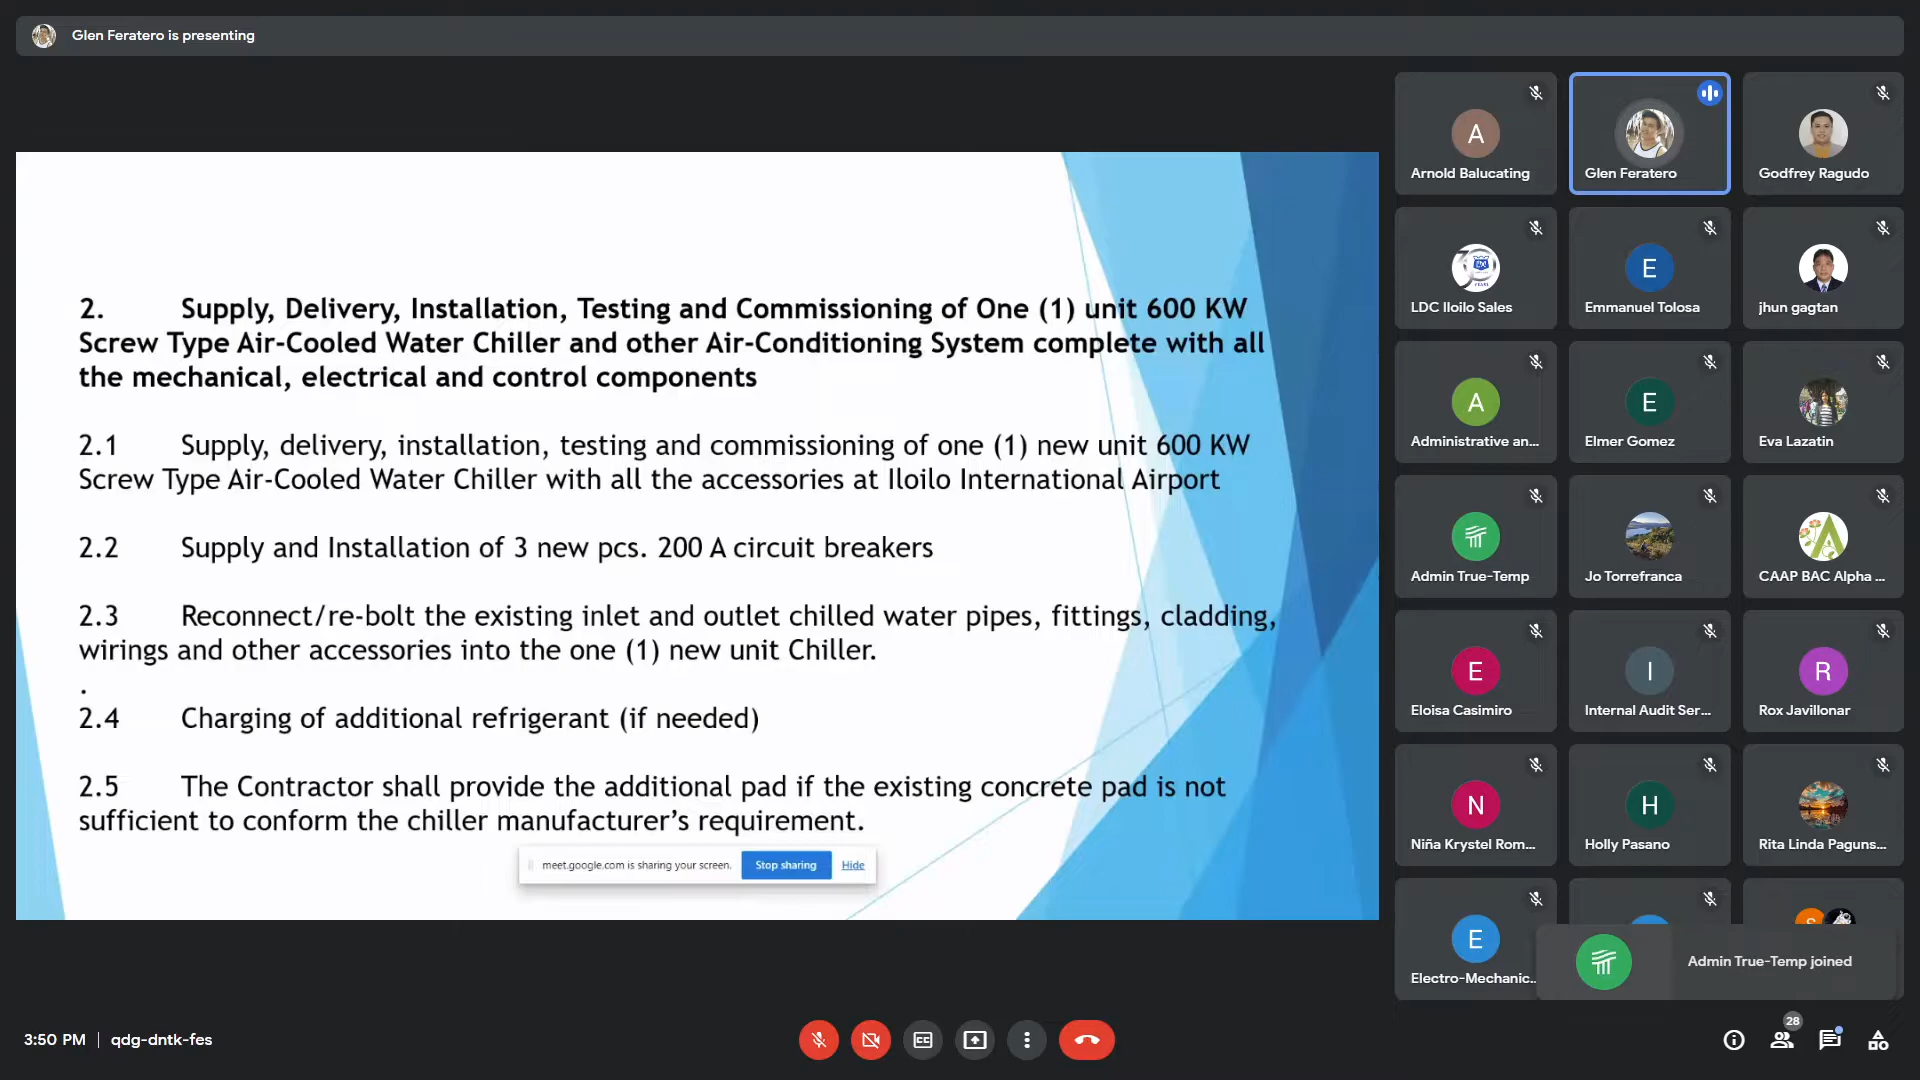 Glen Feratero is presenting
2. Supply, Delivery, Installation, Testing and Commissioning of One (1) unit 600 KW
Screw Type Air-Cooled Water Chiller and other Air-Conditioning System complete with all
the mechanical, electrical and control components
2.1 Supply, delivery, installation, testing and commissioning of one (1) new unit 600 KW
Screw Type Air-Cooled Water Chiller with all the accessories at Iloilo International Airport
2.2 Supply and Installation of 3 new pcs. 200 A circuit breakers
2.3 Reconnect/re-bolt the existing inlet and outlet chilled water pipes, fittings, cladding,
wirings and other accessories into the one (1) new unit Chiller.
.
2.4 Charging of additional refrigerant (if needed)
2.5 The Contractor shall provide the additional pad if the existing concrete pad is not
sufficient to conform the chiller manufacturer's requirement.
meet.google.com is sharing your screen. Stop sharing Hide
A
Arnold Balucating
Glen Feratero
Godfrey Ragudo
LDC Iloilo Sales
E
Emmanuel Tolosa
jhun gagtan
A
Administrative an...
E
Elmer Gomez
Eva Lazatin
Admin True-Temp
Jo Torrefranca
CAAP BAC Alpha ...
E
Eloisa Casimiro
I
Internal Audit Ser...
R
Rox Javillonar
N
Niña Krystel Rom...
H
Holly Pasano
Rita Linda Paguns...
E
Electro-Mechanic...
Admin True-Temp joined
3:50 PM | qdg-dntk-fes
28